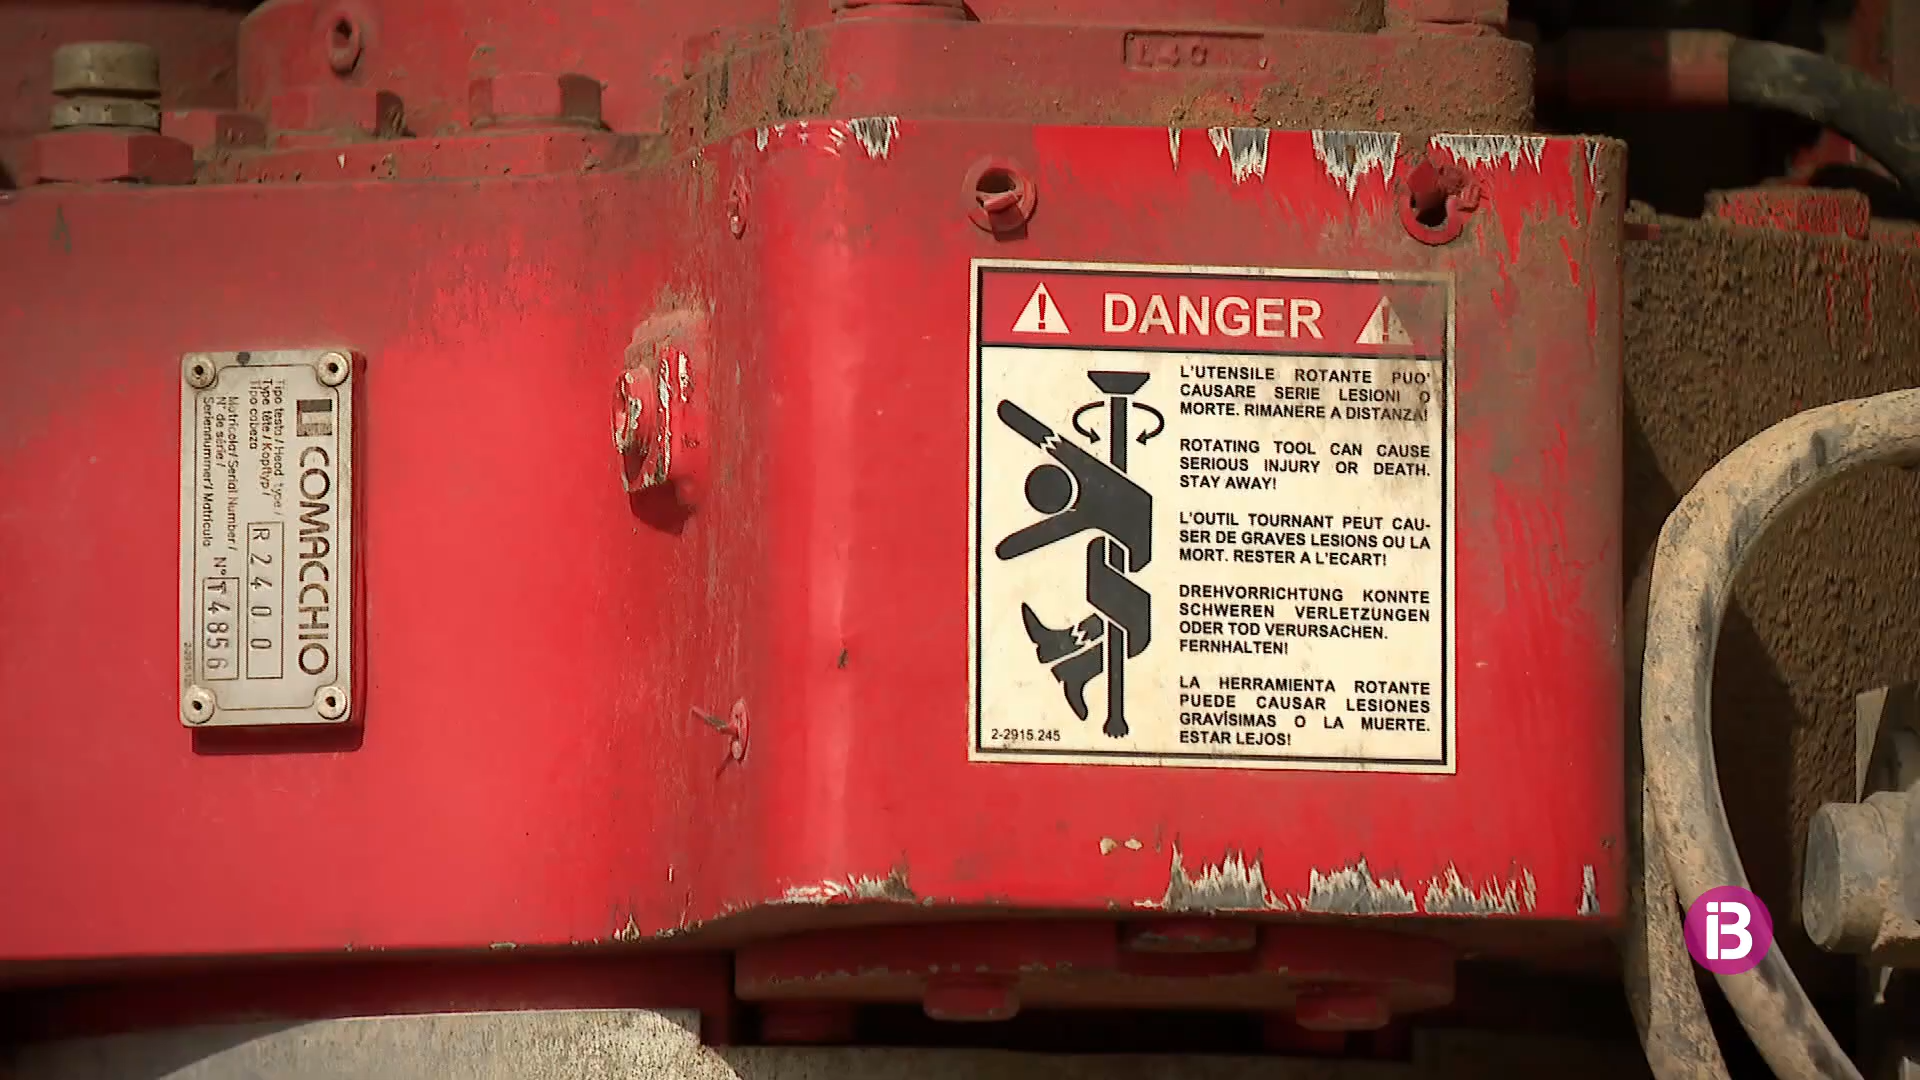 L4C
COMACCHIO
Tipo testa / Head type /
Type tête / Kopftyp /
Tipo cabeza
R2400
Matricola / Serial Number /
N° de série /
Seriennummer / Matrícula
N° T4856
DANGER
L'UTENSILE ROTANTE PUO'
CAUSARE SERIE LESIONI O
MORTE. RIMANERE A DISTANZA!
ROTATING TOOL CAN CAUSE
SERIOUS INJURY OR DEATH.
STAY AWAY!
L'OUTIL TOURNANT PEUT CAU-
SER DE GRAVES LESIONS OU LA
MORT. RESTER A L'ECART!
DREHVORRICHTUNG KONNTE
SCHWEREN VERLETZUNGEN
ODER TOD VERURSACHEN.
FERNHALTEN!
LA HERRAMIENTA ROTANTE
PUEDE CAUSAR LESIONES
GRAVÍSIMAS O LA MUERTE.
ESTAR LEJOS!
2-2915.245
IB